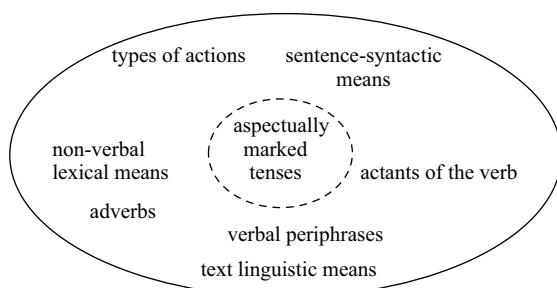 types of actions
sentence-syntactic
means
aspectually
marked
tenses
non-verbal
lexical means
actants of the verb
adverbs
verbal periphrases
text linguistic means